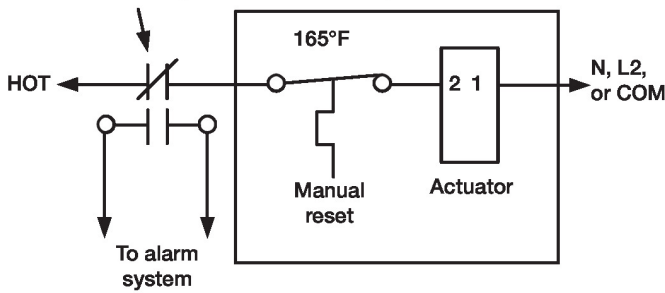 165°F
HOT
2 1
N, L2,
or COM
Manual
reset
Actuator
To alarm
system